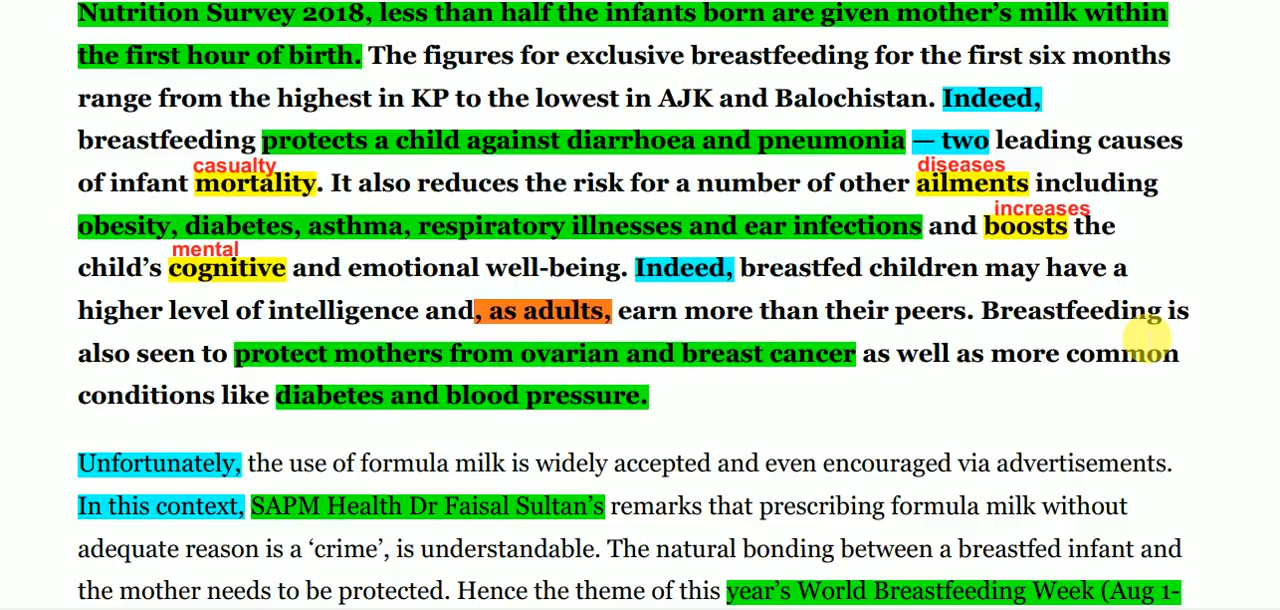 Nutrition Survey 2018, less than half the infants born are given mother’s milk within
the first hour of birth. The figures for exclusive breastfeeding for the first six months
range from the highest in KP to the lowest in AJK and Balochistan. Indeed,
breastfeeding protects a child against diarrhoea and pneumonia — two leading causes
casualty diseases
of infant mortality. It also reduces the risk for a number of other ailments including
increases
obesity, diabetes, asthma, respiratory illnesses and ear infections and boosts the
mental
child’s cognitive and emotional well-being. Indeed, breastfed children may have a
higher level of intelligence and, as adults, earn more than their peers. Breastfeeding is
also seen to protect mothers from ovarian and breast cancer as well as more common
conditions like diabetes and blood pressure.
Unfortunately, the use of formula milk is widely accepted and even encouraged via advertisements.
In this context, SAPM Health Dr Faisal Sultan’s remarks that prescribing formula milk without
adequate reason is a ‘crime’, is understandable. The natural bonding between a breastfed infant and
the mother needs to be protected. Hence the theme of this year’s World Breastfeeding Week (Aug 1-